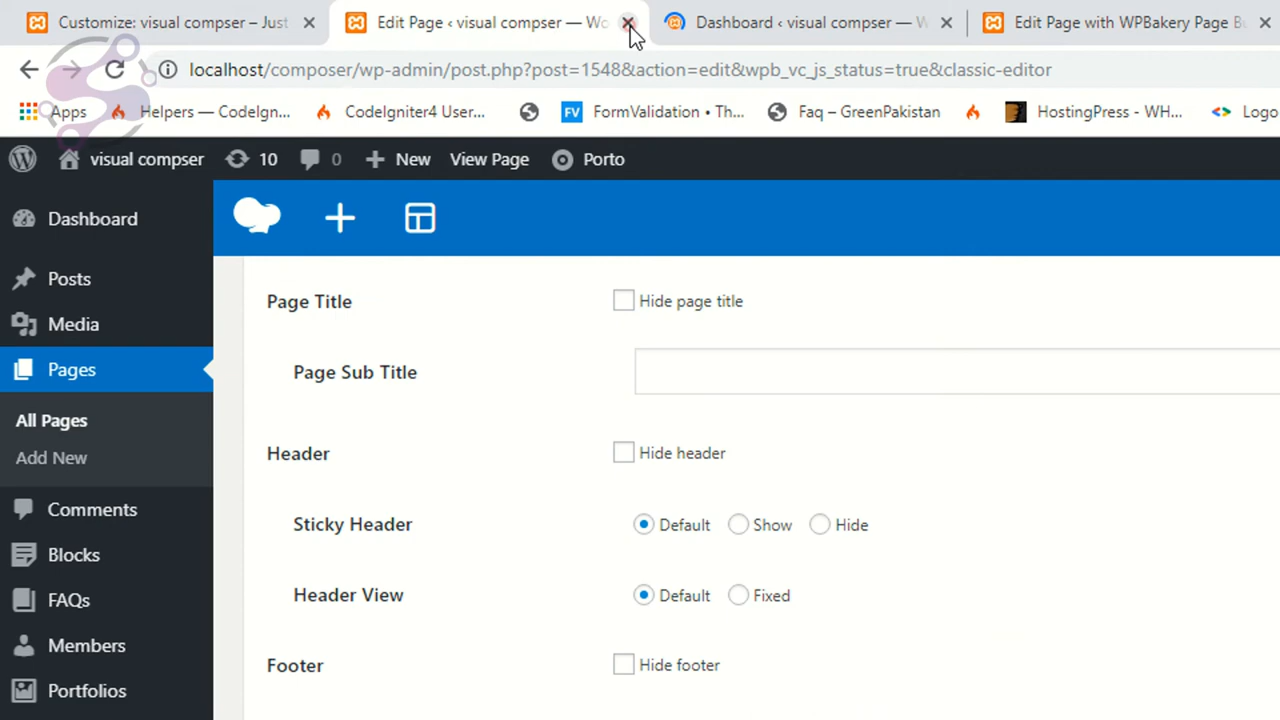 Customize: visual compser – Just
Edit Page ‹ visual compser — Wo
Dashboard ‹ visual compser — W
Edit Page with WPBakery Page Bu
localhost/composer/wp-admin/post.php?post=1548&action=edit&wpb_vc_js_status=true&classic-editor
Apps
Helpers — CodeIgn...
CodeIgniter4 User...
FV
FormValidation • Th...
Faq – GreenPakistan
HostingPress - WH...
Logo
visual compser
10
0
New
View Page
Porto
Dashboard
Posts
Media
Pages
All Pages
Add New
Comments
Blocks
FAQs
Members
Portfolios
Page Title
Hide page title
Page Sub Title
Header
Hide header
Sticky Header
Default
Show
Hide
Header View
Default
Fixed
Footer
Hide footer